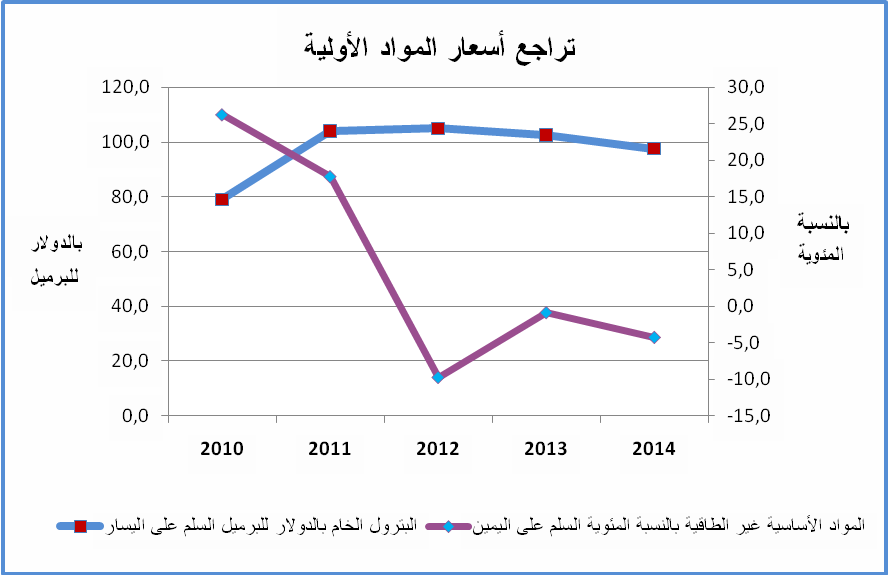 تراجع أسعار المواد الأولية
120,0
100,0
80,0
60,0
40,0
20,0
0,0
بالدولار
للبرميل
30,0
25,0
20,0
15,0
10,0
5,0
0,0
-5,0
-10,0
-15,0
بالنسبة
المئوية
2010 2011 2012 2013 2014
البترول الخام بالدولار للبرميل السلم على اليسار
المواد الأساسية غير الطاقية بالنسبة المئوية السلم على اليمين